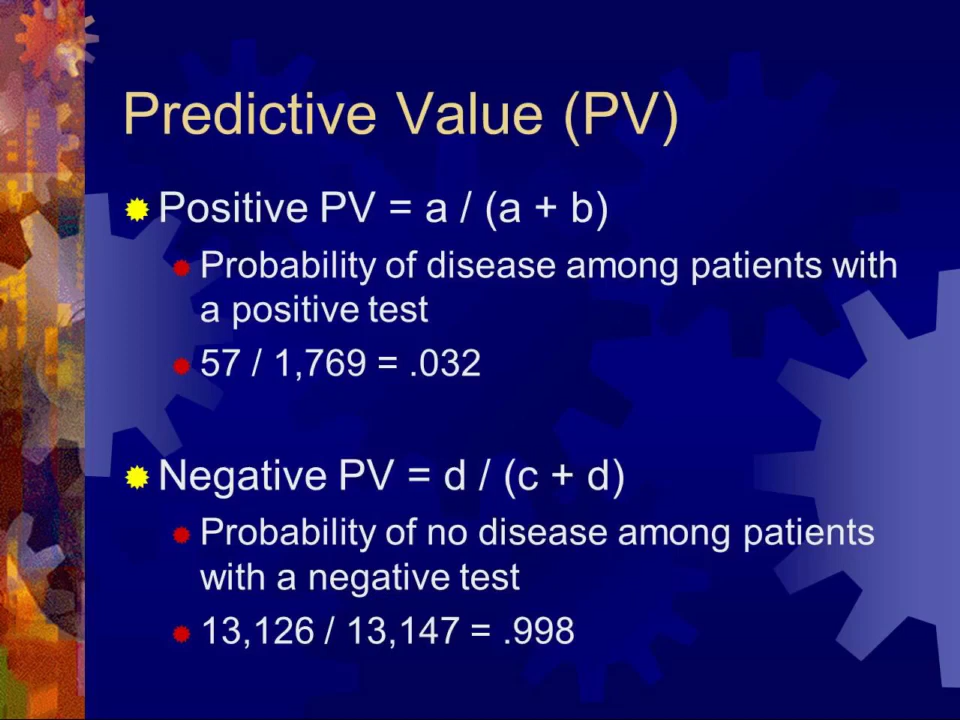 Predictive Value (PV)
Positive PV = a / (a + b)
Probability of disease among patients with
a positive test
57 / 1,769 = .032
Negative PV = d / (c + d)
Probability of no disease among patients
with a negative test
13,126 / 13,147 = .998